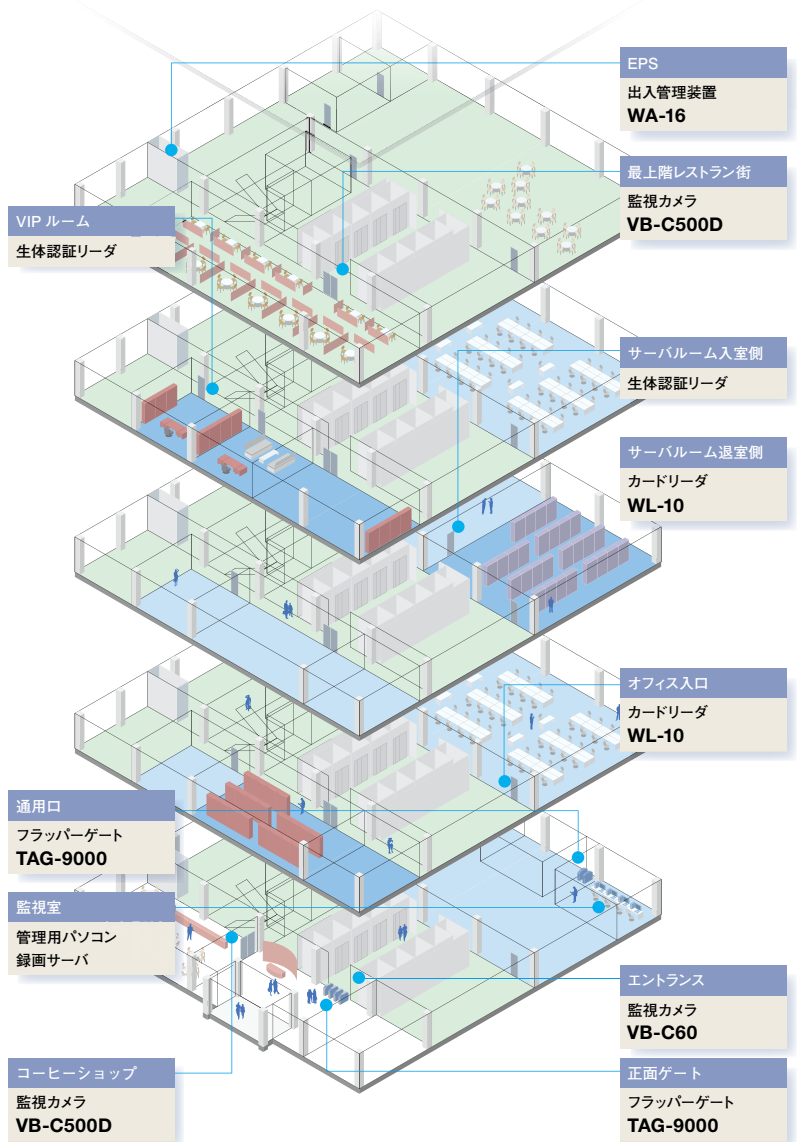 EPS
出入管理装置
WA-16
最上階レストラン街
監視カメラ
VB-C500D
VIP ルーム
生体認証リーダ
サーバルーム入室側
生体認証リーダ
サーバルーム退室側
カードリーダ
WL-10
オフィス入口
カードリーダ
WL-10
通用口
フラッパーゲート
TAG-9000
監視室
管理用パソコン
録画サーバ
エントランス
監視カメラ
VB-C60
コーヒーショップ
監視カメラ
VB-C500D
正面ゲート
フラッパーゲート
TAG-9000